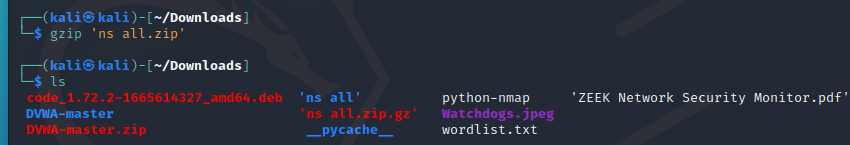 ┌──(kali㉿kali)-[~/Downloads]
└─$ gzip 'ns all.zip'
┌──(kali㉿kali)-[~/Downloads]
└─$ ls
code_1.72.2-1665614327_amd64.deb 'ns all' python-nmap 'ZEEK Network Security Monitor.pdf'
DVWA-master 'ns all.zip.gz' Watchdogs.jpeg
DVWA-master.zip __pycache__ wordlist.txt